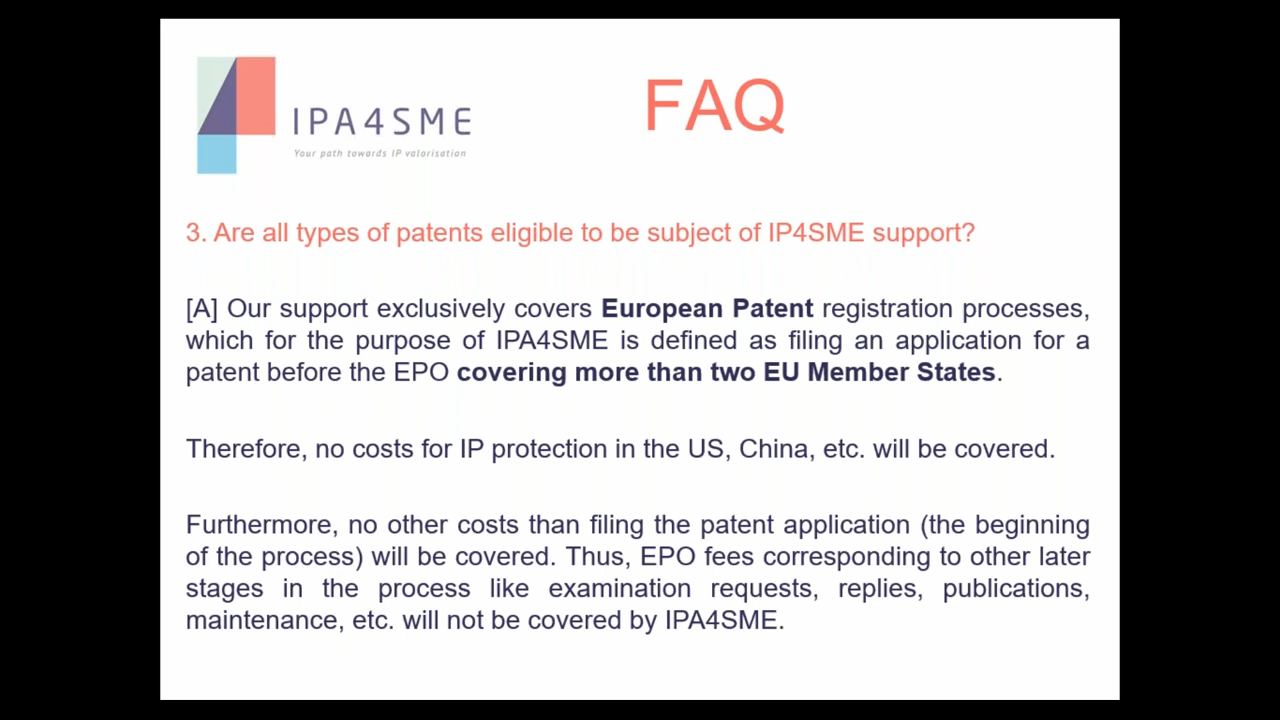 IPA4SME
Your path towards IP valorisation
FAQ
3. Are all types of patents eligible to be subject of IP4SME support?
[A] Our support exclusively covers European Patent registration processes,
which for the purpose of IPA4SME is defined as filing an application for a
patent before the EPO covering more than two EU Member States.
Therefore, no costs for IP protection in the US, China, etc. will be covered.
Furthermore, no other costs than filing the patent application (the beginning
of the process) will be covered. Thus, EPO fees corresponding to other later
stages in the process like examination requests, replies, publications,
maintenance, etc. will not be covered by IPA4SME.